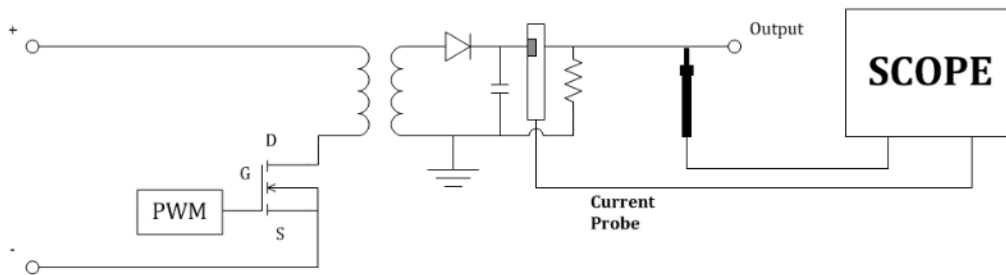 +
Output
SCOPE
D
G
PWM
S
-
Current
Probe